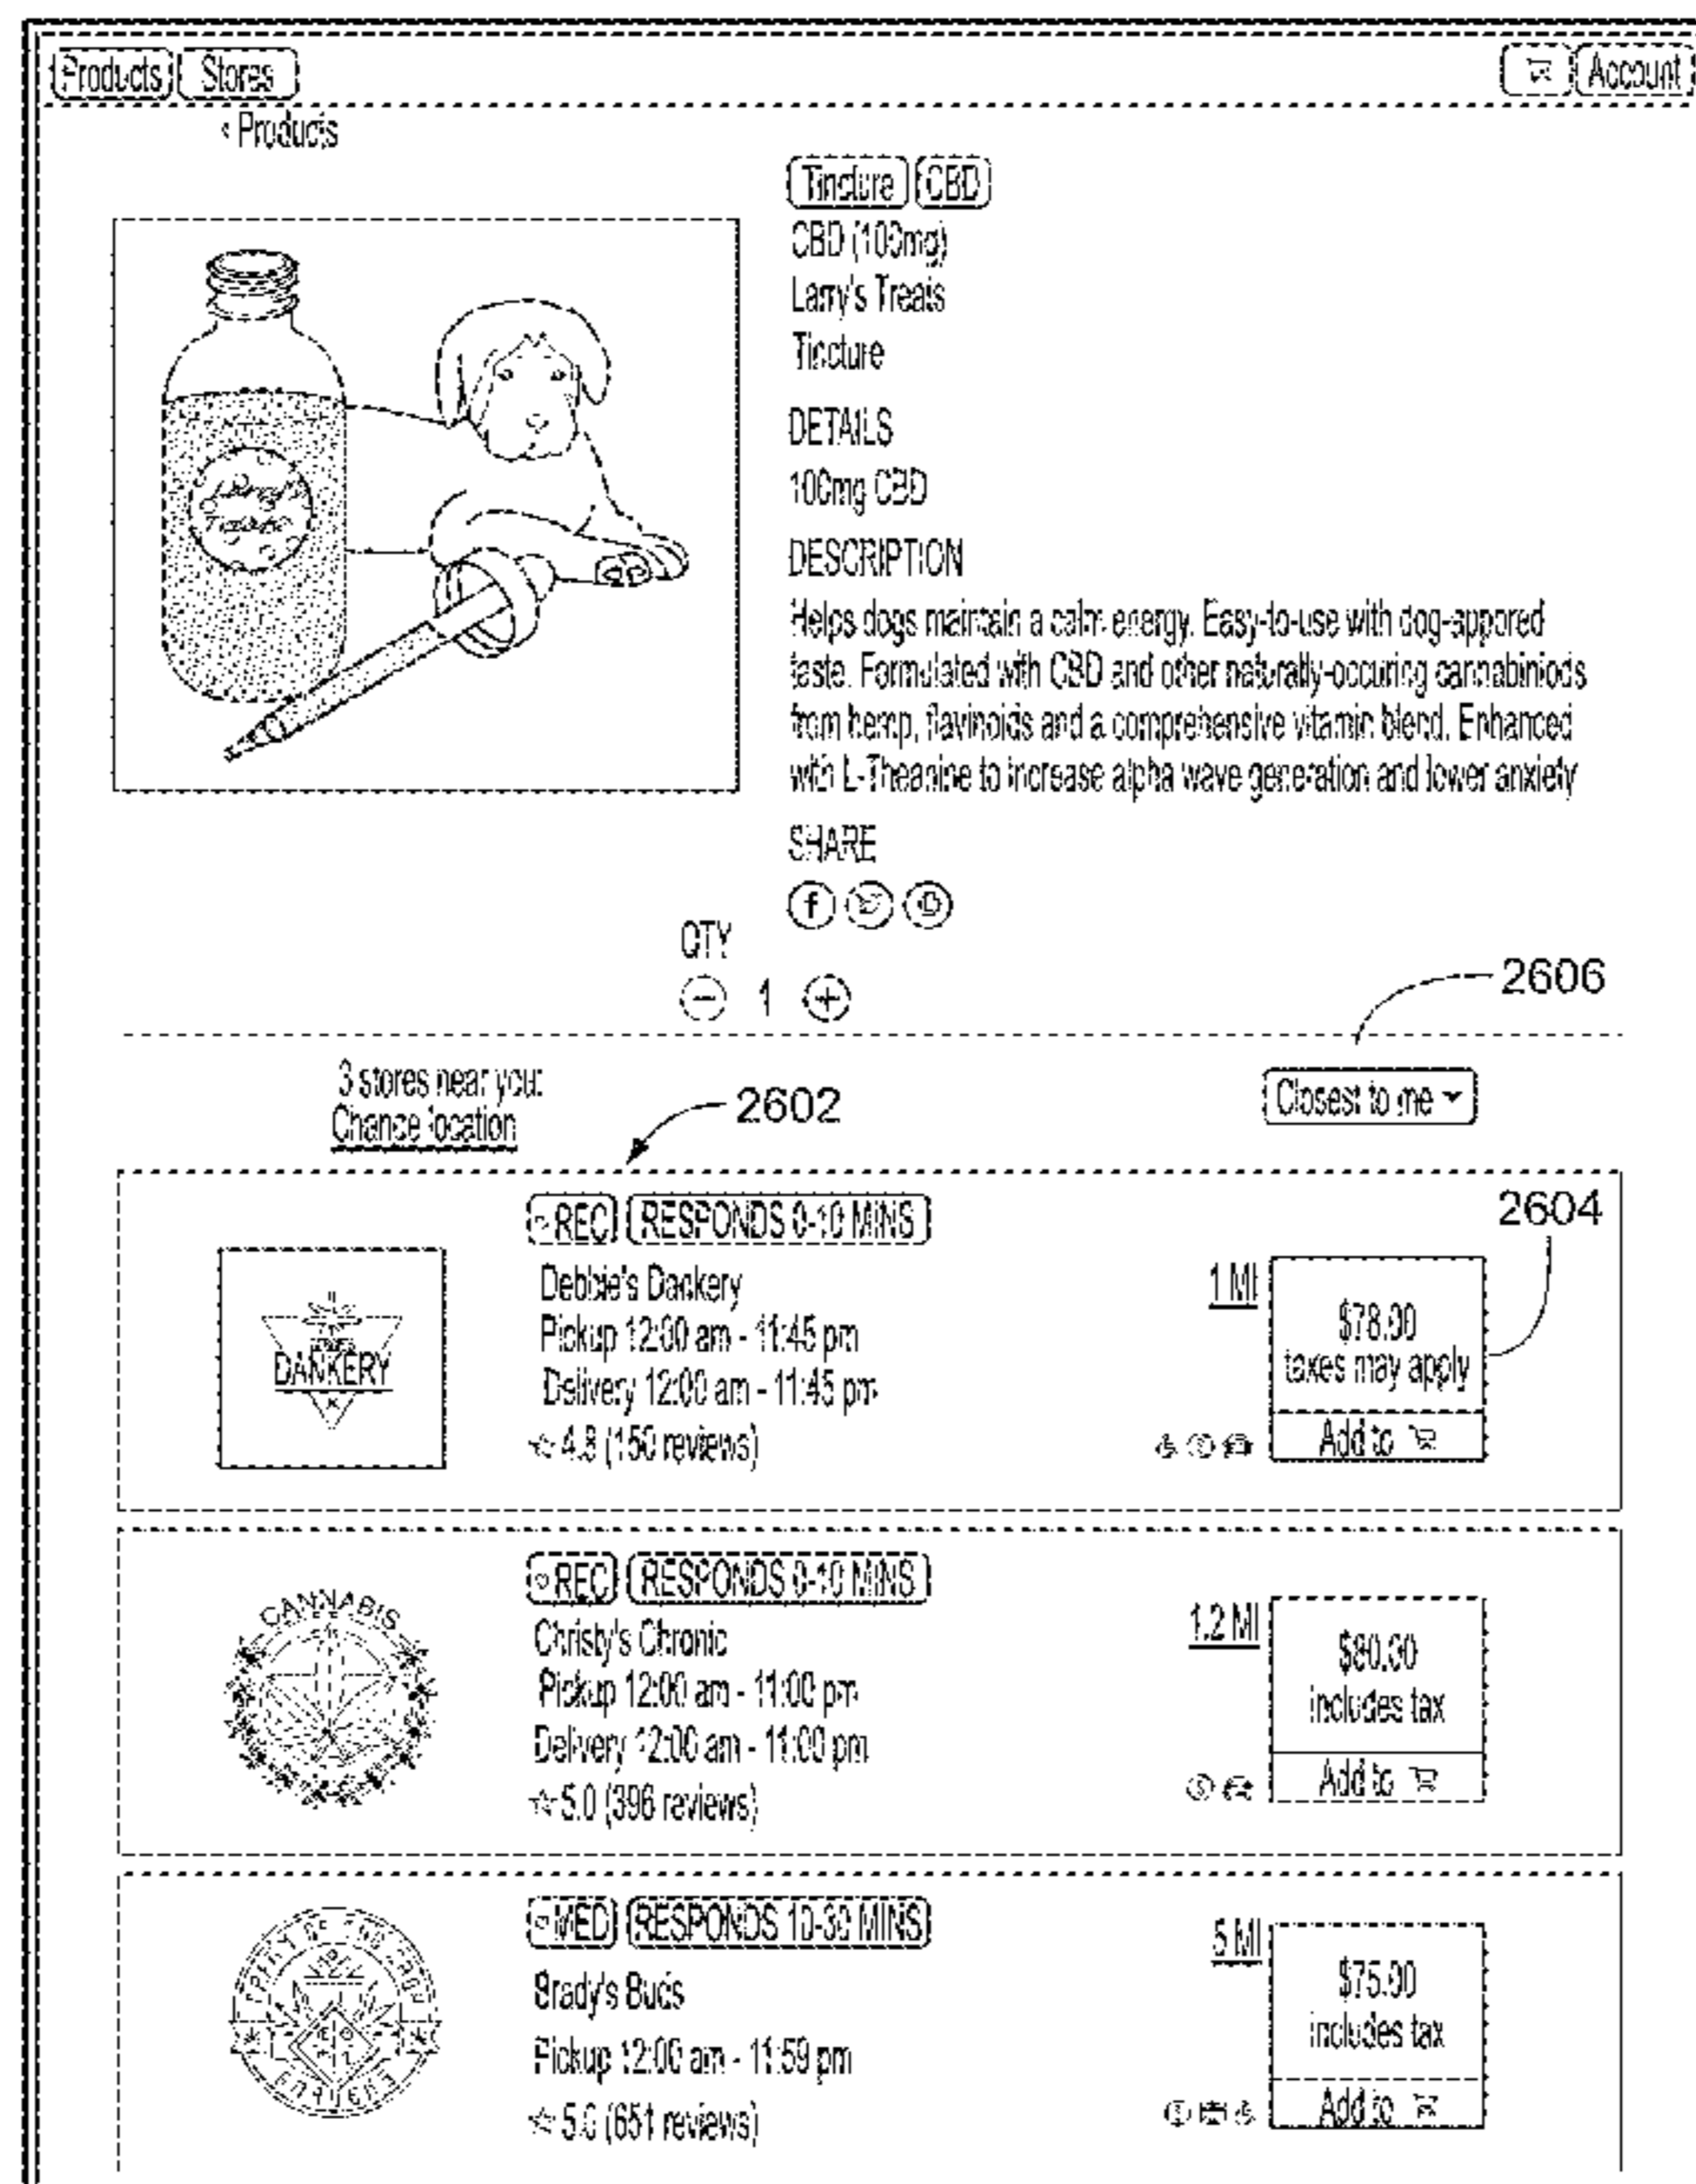 Products Stores Account
‹ Products
Tincture CBD
CBD (100mg)
Larry's Treats
Tincture
DETAILS
100mg CBD
DESCRIPTION
Helps dogs maintain a calm energy. Easy-to-use with dog-appored
taste. Formulated with CBD and other naturally-occuring cannabiniods
from hemp, flavinoids and a comprehensive vitamin blend. Enhanced
with L-Theanine to increase alpha wave generation and lower anxiety
SHARE
QTY
- 1 +
2606
3 stores near you:
Change location
2602
Closest to me
REC RESPONDS 0-10 MINS
2604
DANKERY
Debbie's Dankery
1 MI
Pickup 12:00 am - 11:45 pm
Delivery 12:00 am - 11:45 pm
4.8 (150 reviews)
$78.00
taxes may apply
Add to
REC RESPONDS 0-10 MINS
CANNABIS
Christy's Chronic
1.2 MI
Pickup 12:00 am - 11:00 pm
Delivery 12:00 am - 11:00 pm
5.0 (396 reviews)
$80.00
includes tax
Add to
MED RESPONDS 10-30 MINS
Brady's Buds
5 MI
Pickup 12:00 am - 11:59 pm
5.0 (651 reviews)
$75.00
includes tax
Add to